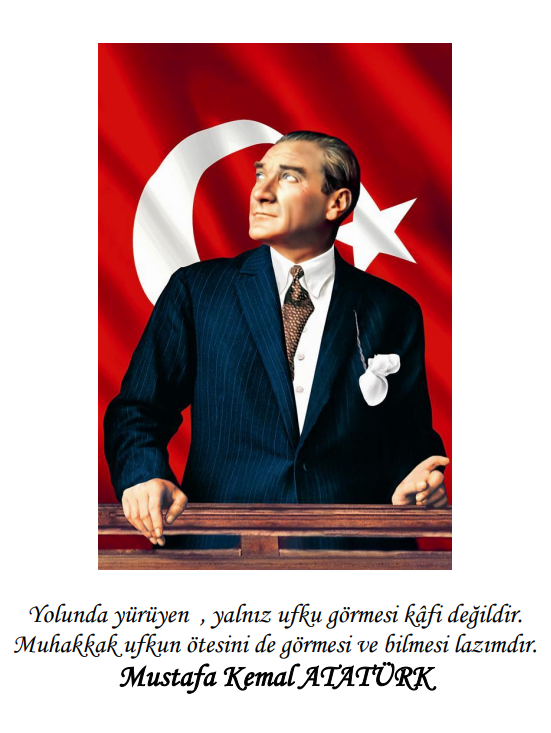 Yolunda yürüyen , yalnız ufku görmesi kâfi değildir.
Muhakkak ufkun ötesini de görmesi ve bilmesi lazımdır.
Mustafa Kemal ATATÜRK